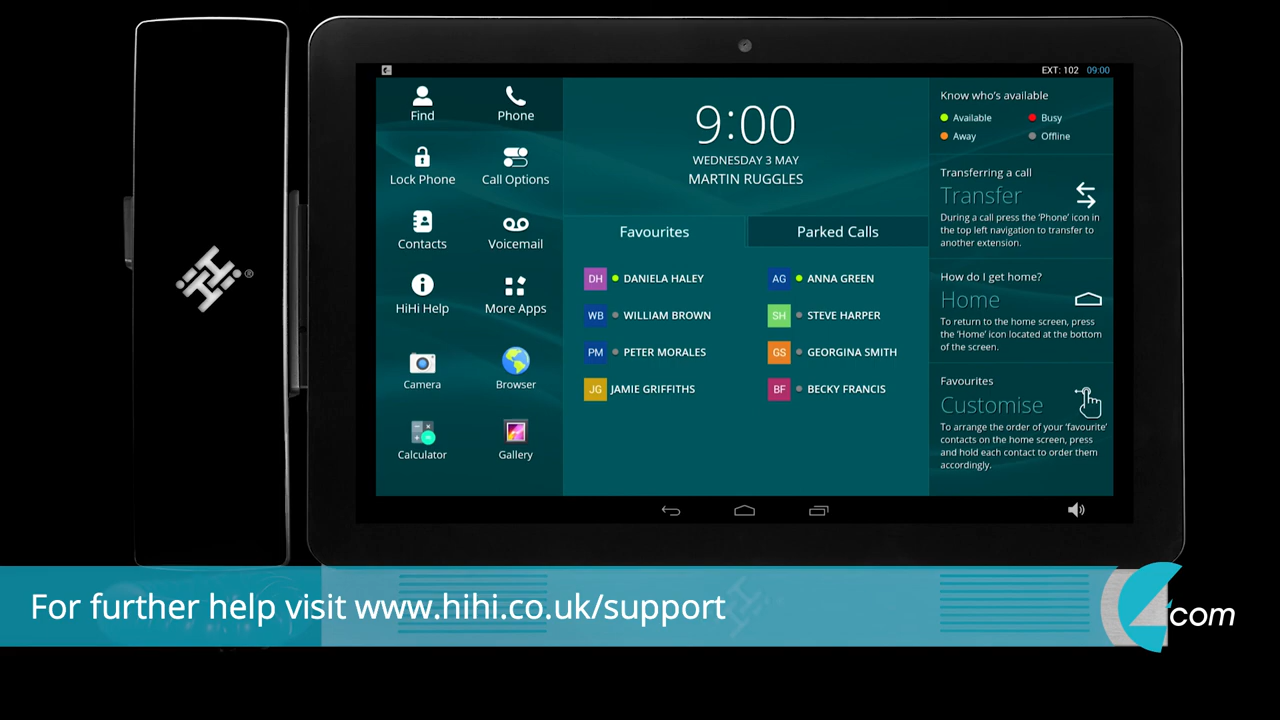 EXT: 102 09:00
Find
Phone
Lock Phone
Call Options
Contacts
Voicemail
HiHi Help
More Apps
Camera
Browser
Calculator
Gallery
9:00
WEDNESDAY 3 MAY
MARTIN RUGGLES
Favourites
Parked Calls
DH DANIELA HALEY
AG ANNA GREEN
WB WILLIAM BROWN
SH STEVE HARPER
PM PETER MORALES
GS GEORGINA SMITH
JG JAMIE GRIFFITHS
BF BECKY FRANCIS
Know who's available
Available
Busy
Away
Offline
Transferring a call
Transfer
During a call press the 'Phone' icon in
the top left navigation to transfer to
another extension.
How do I get home?
Home
To return to the home screen, press
the 'Home' icon located at the bottom
of the screen.
Favourites
Customise
To arrange the order of your 'favourite'
contacts on the home screen, press
and hold each contact to order them
accordingly.
®
For further help visit www.hihi.co.uk/support
4com